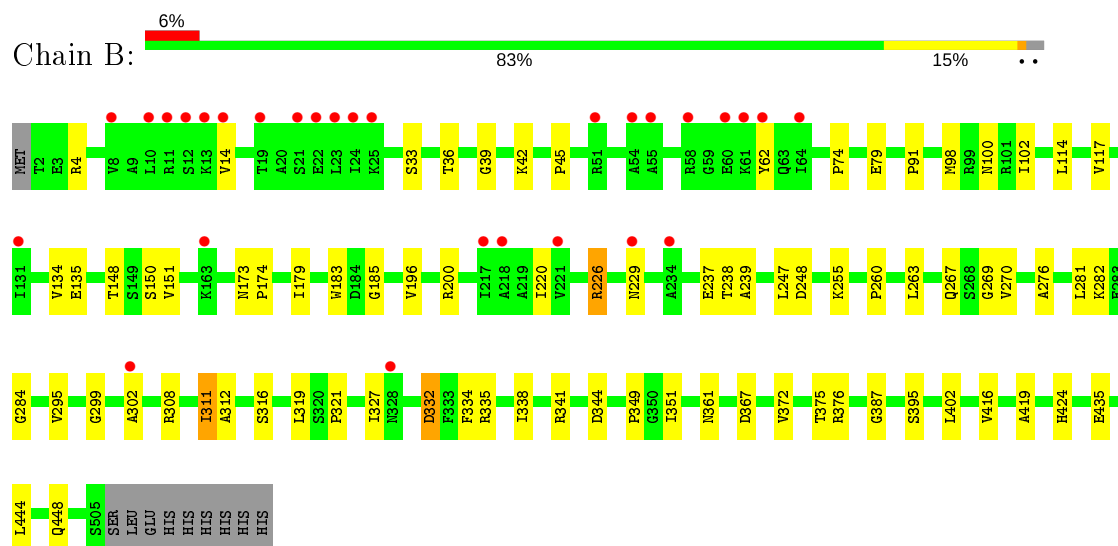 6%
Chain B:
83% 15% • •
MET T2 E3 R4 V8 A9 L10 R11 S12 K13 V14 T19 A20 S21 E22 L23 I24 K25 S33 T36 G39 K42 P45 R51 A54 A55 R58 G59 E60 K61 Y62 Q63 I64 P74 E79 P91 M98 R99 N100 R101 I102 L114 V117
I131 V134 E135 T148 S149 S150 V151 K163 N173 P174 I179 W183 D184 G185 V196 R200 I217 A218 A219 I220 V221 R226 N229 A234 E237 T238 A239 L247 D248 K255 P260 L263 Q267 S268 G269 V270 A276 L281 K282 E283
G284 V295 G299 A302 R308 I311 A312 S316 L319 S320 P321 I327 N328 D332 F333 F334 R335 I338 R341 D344 P349 G350 I351 N361 D367 V372 T375 R376 G387 S395 L402 V416 A419 H424 E435
L444 Q448 S505 SER LEU GLU HIS HIS HIS HIS HIS HIS